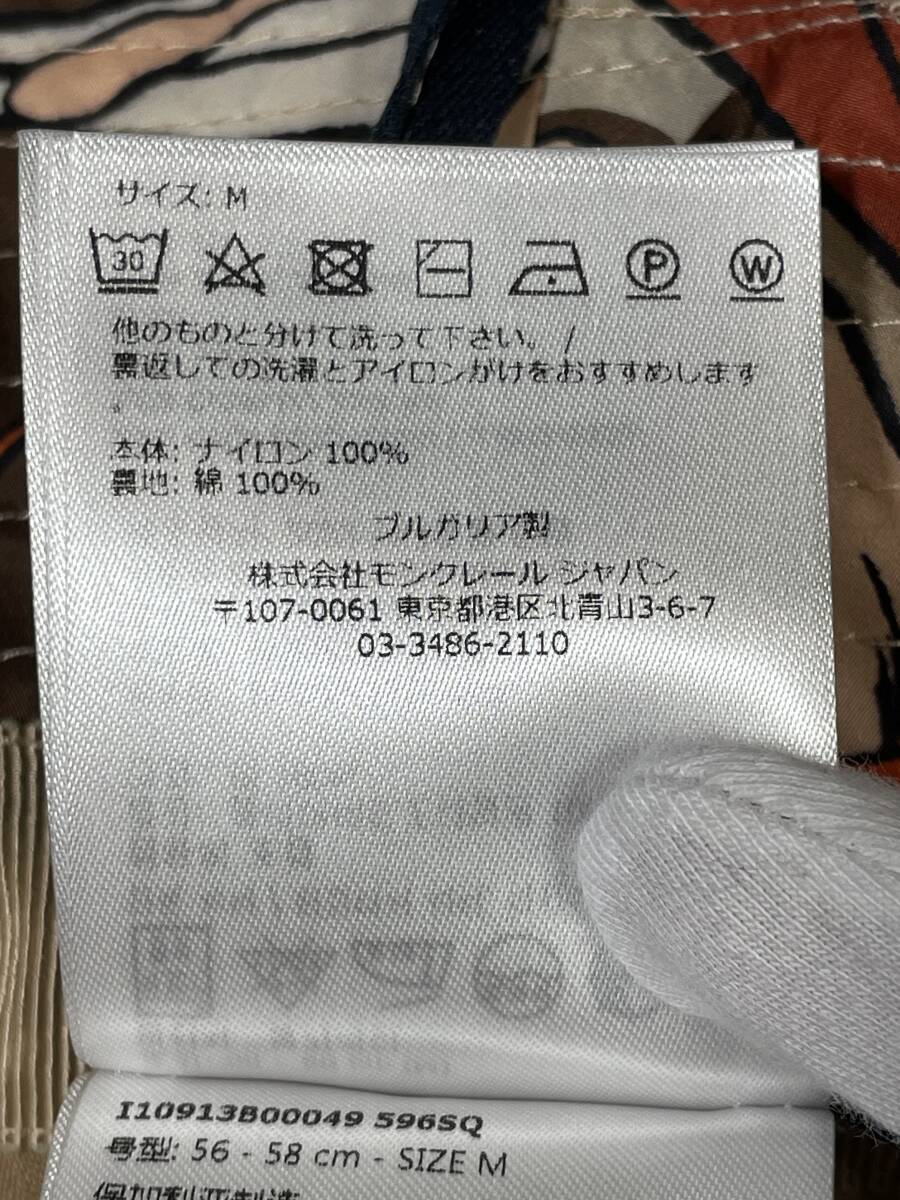 サイズ: M
30
P W
他のものと分けて洗って下さい。 /
裏返しての洗濯とアイロンがけをおすすめします
。
本体: ナイロン 100%
裏地: 綿 100%
ブルガリア製
株式会社モンクレール ジャパン
〒107-0061 東京都港区北青山3-6-7
03-3486-2110
I10913B00049 596SQ
号型: 56 - 58 cm - SIZE M